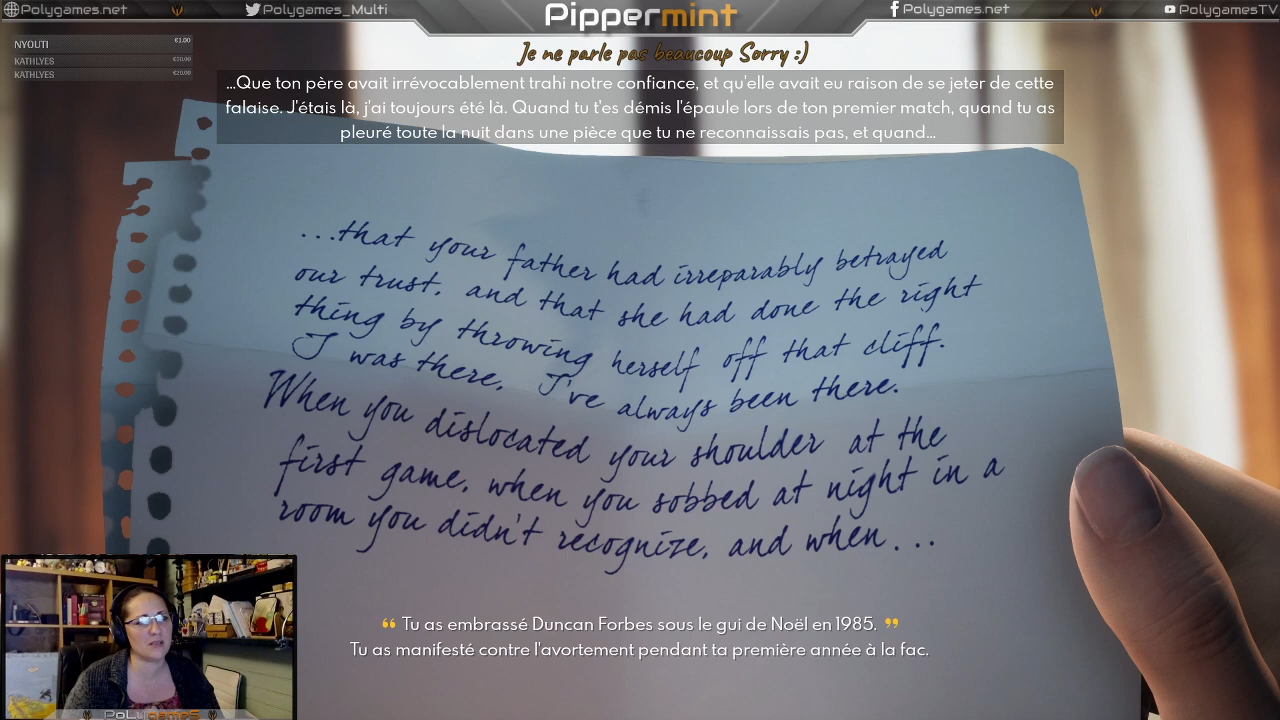 Polygames.net
Polygames_Multi
Pippermint
Polygames.net
PolygamesTV
NYOUTI €1.00
KATHLYES €10.00
KATHLYES €20.00
Je ne parle pas beaucoup Sorry :)
...Que ton père avait irrévocablement trahi notre confiance, et qu'elle avait eu raison de se jeter de cette
falaise. J'étais là, j'ai toujours été là. Quand tu t'es démis l'épaule lors de ton premier match, quand tu as
pleuré toute la nuit dans une pièce que tu ne reconnaissais pas, et quand...
...that your father had irreparably betrayed
our trust, and that she had done the right
thing by throwing herself off that cliff.
I was there, I've always been there.
When you dislocated your shoulder at the
first game, when you sobbed at night in a
room you didn't recognize, and when...
“ Tu as embrassé Duncan Forbes sous le gui de Noël en 1985. ”
Tu as manifesté contre l'avortement pendant ta première année à la fac.
PoLygameS